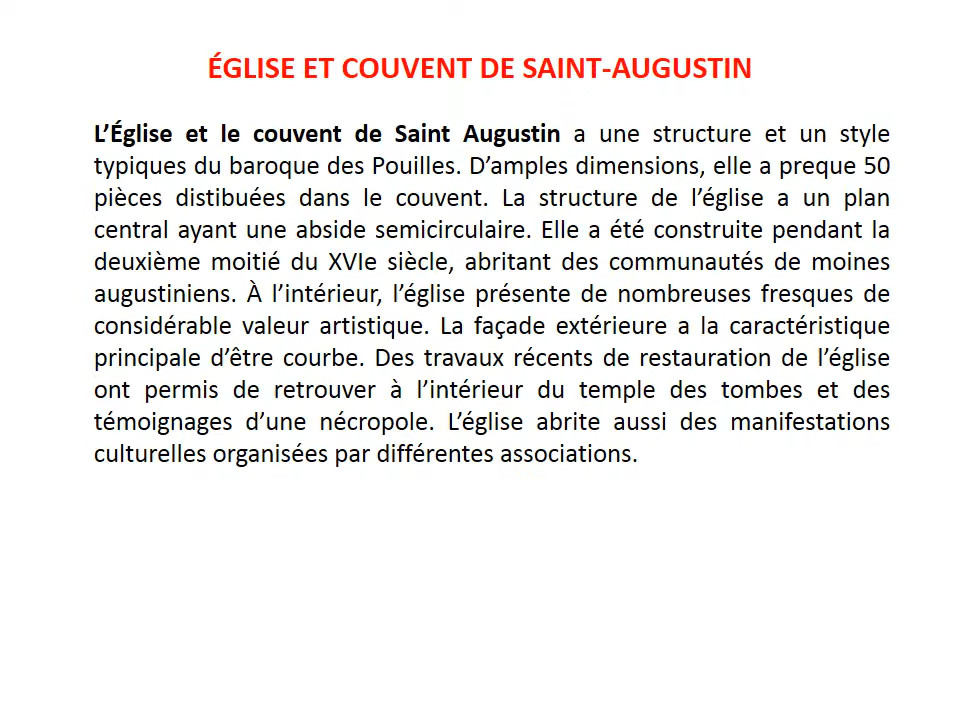 ÉGLISE ET COUVENT DE SAINT-AUGUSTIN
L’Église et le couvent de Saint Augustin a une structure et un style
typiques du baroque des Pouilles. D’amples dimensions, elle a preque 50
pièces distibuées dans le couvent. La structure de l’église a un plan
central ayant une abside semicirculaire. Elle a été construite pendant la
deuxième moitié du XVIe siècle, abritant des communautés de moines
augustiniens. À l’intérieur, l’église présente de nombreuses fresques de
considérable valeur artistique. La façade extérieure a la caractéristique
principale d’être courbe. Des travaux récents de restauration de l’église
ont permis de retrouver à l’intérieur du temple des tombes et des
témoignages d’une nécropole. L’église abrite aussi des manifestations
culturelles organisées par différentes associations.